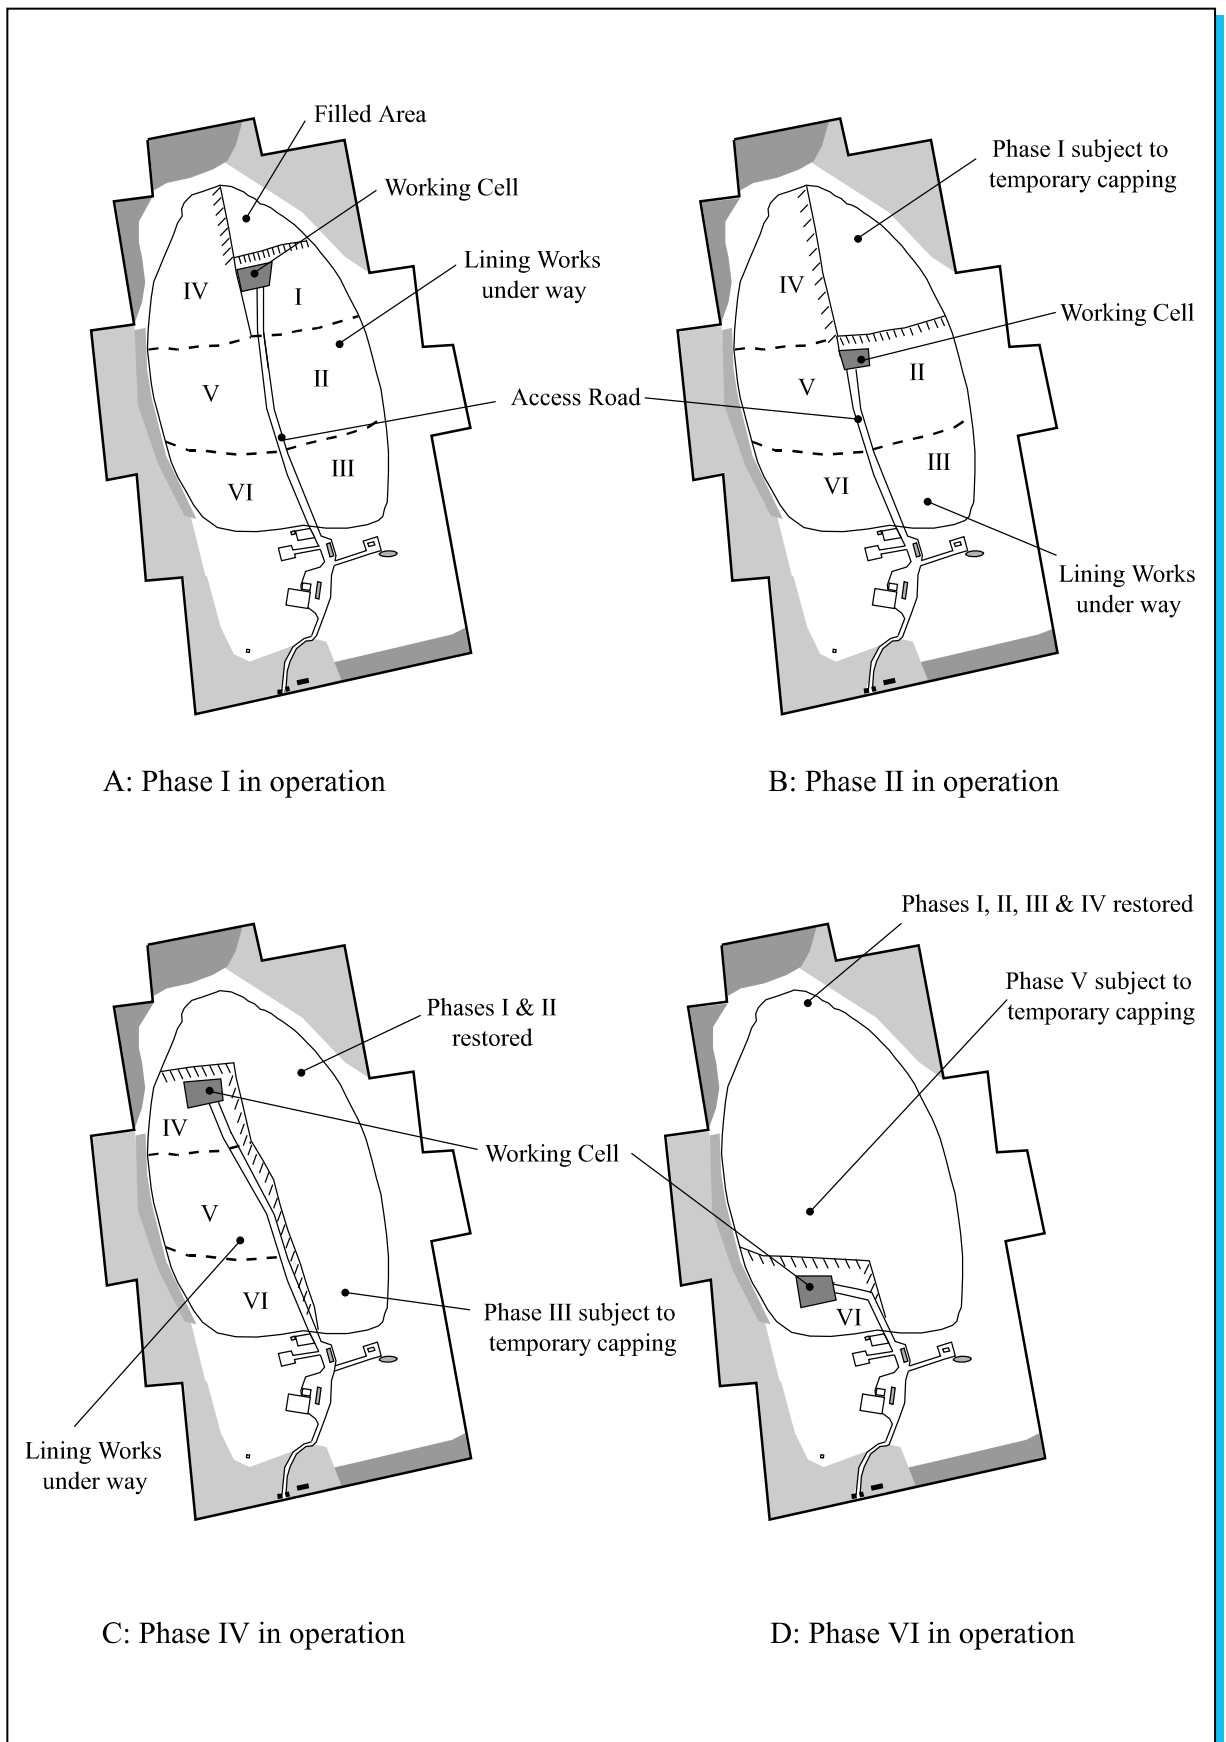 Filled Area
Working Cell
Lining Works
under way
IV
I
V
II
Access Road
VI
III
A: Phase I in operation
Phase I subject to
temporary capping
IV
Working Cell
V
II
VI
III
Lining Works
under way
B: Phase II in operation
Phases I & II
restored
IV
Working Cell
V
VI
Phase III subject to
temporary capping
Lining Works
under way
C: Phase IV in operation
Phases I, II, III & IV restored
Phase V subject to
temporary capping
VI
D: Phase VI in operation